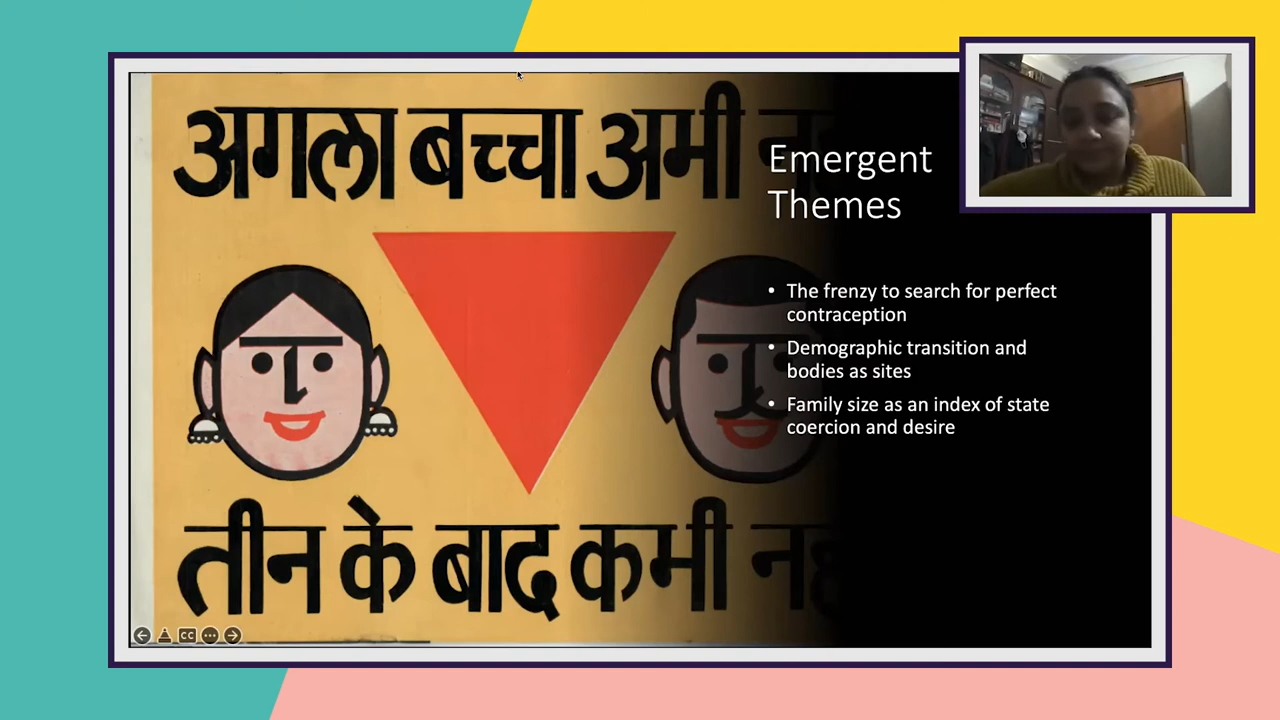 अगला बच्चा अभी
Emergent
Themes
• The frenzy to search for perfect
contraception
• Demographic transition and
bodies as sites
• Family size as an index of state
coercion and desire
तीन के बाद कभी
CC